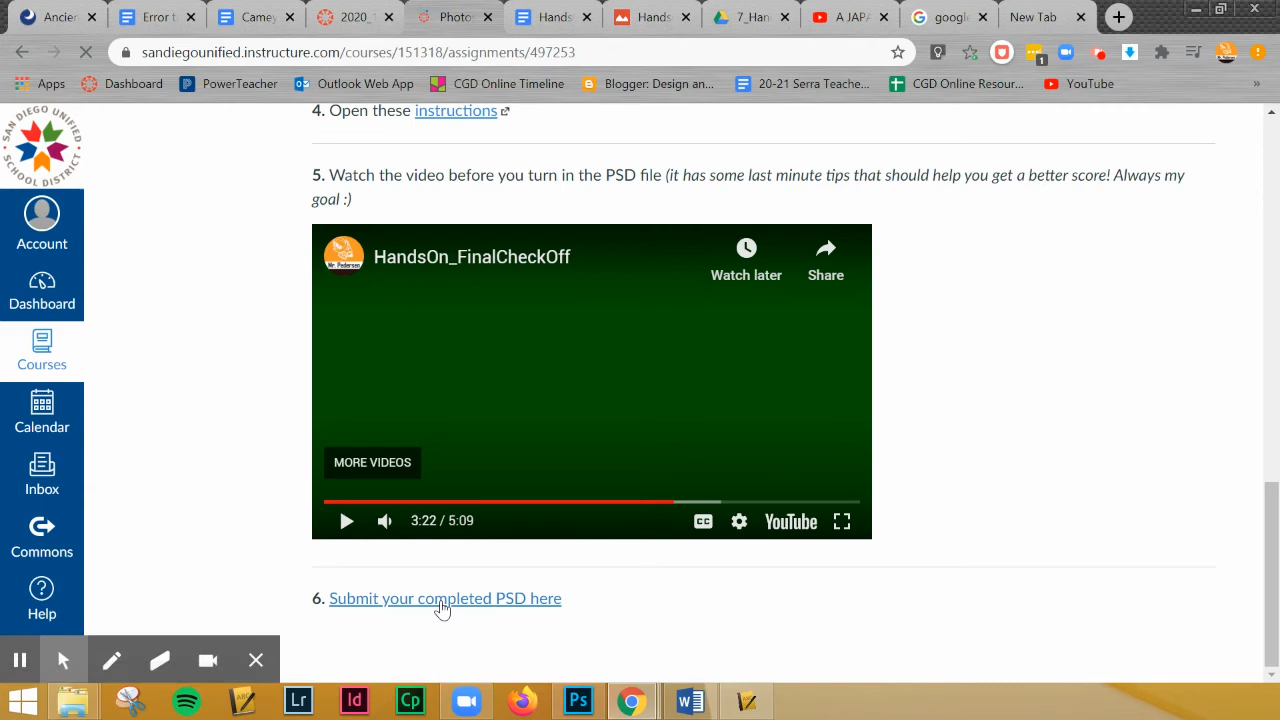 Ancien
Error t
Camey
2020_
Photo
Hands
Hands
7_Han
A JAPA
google
New Tab
sandiegounified.instructure.com/courses/151318/assignments/497253
1
Apps
Dashboard
PowerTeacher
Outlook Web App
CGD Online Timeline
Blogger: Design an...
20-21 Serra Teache...
CGD Online Resour...
YouTube
»
SAN DIEGO UNIFIED
SCHOOL DISTRICT
Account
Dashboard
Courses
Calendar
Inbox
Commons
Help
4. Open these instructions
5. Watch the video before you turn in the PSD file (it has some last minute tips that should help you get a better score! Always my
goal :)
Mr Pedersen
HandsOn_FinalCheckOff
Watch later
Share
MORE VIDEOS
3:22 / 5:09
CC
YouTube
6. Submit your completed PSD here
Lr
Id
Cp
Ps
W